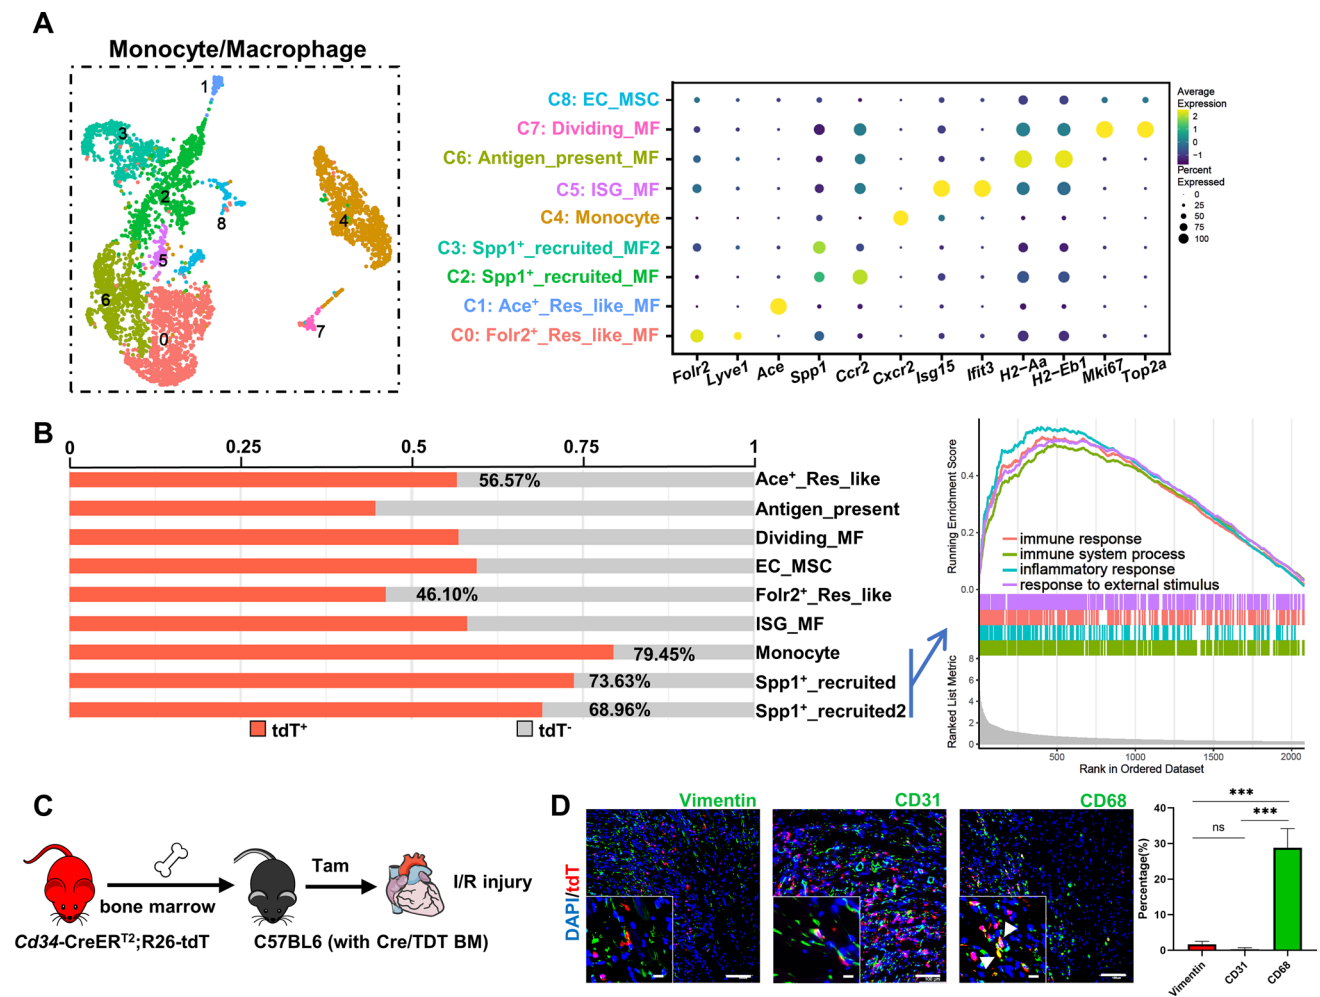 A
Monocyte/Macrophage
1
3
2
8
4
5
6
0
7
C8: EC_MSC
C7: Dividing_MF
C6: Antigen_present_MF
C5: ISG_MF
C4: Monocyte
C3: Spp1⁺_recruited_MF2
C2: Spp1⁺_recruited_MF
C1: Ace⁺_Res_like_MF
C0: Folr2⁺_Res_like_MF
Folr2 Lyve1 Ace Spp1 Ccr2 Cxcr2 Isg15 Ifit3 H2-Aa H2-Eb1 Mki67 Top2a
Average
Expression
2
1
0
−1
Percent
Expressed
0
25
50
75
100
B
0 0.25 0.5 0.75 1
56.57% Ace⁺_Res_like
Antigen_present
Dividing_MF
EC_MSC
46.10% Folr2⁺_Res_like
ISG_MF
79.45% Monocyte
73.63% Spp1⁺_recruited
68.96% Spp1⁺_recruited2
tdT⁺ tdT⁻
Running Enrichment Score
0.4
0.2
0.0
immune response
immune system process
inflammatory response
response to external stimulus
Ranked List Metric
8
6
4
2
0
500 1000 1500 2000
Rank in Ordered Dataset
C
bone marrow
Tam
I/R injury
Cd34-CreERᵀ²;R26-tdT
C57BL6 (with Cre/TDT BM)
D
DAPI/tdT
Vimentin
CD31
CD68
Percentage(%)
40
30
20
10
0
***
***
ns
Vimentin
CD31
CD68